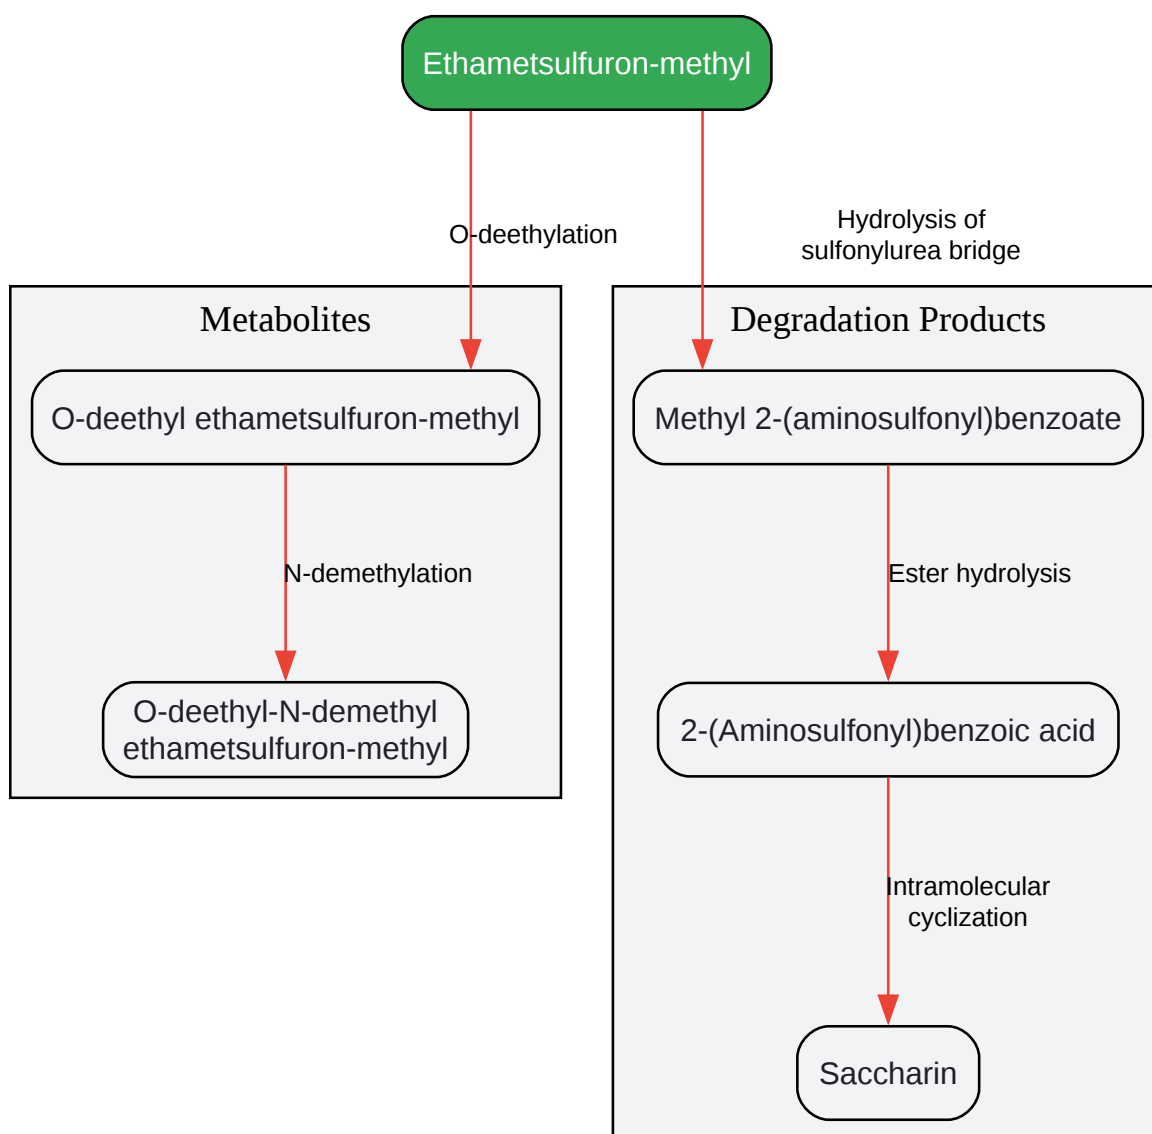 Ethametsulfuron-methyl
O-deethylation
Hydrolysis of
sulfonylurea bridge
Metabolites
Degradation Products
O-deethyl ethametsulfuron-methyl
Methyl 2-(aminosulfonyl)benzoate
N-demethylation
Ester hydrolysis
O-deethyl-N-demethyl
ethametsulfuron-methyl
2-(Aminosulfonyl)benzoic acid
Intramolecular
cyclization
Saccharin